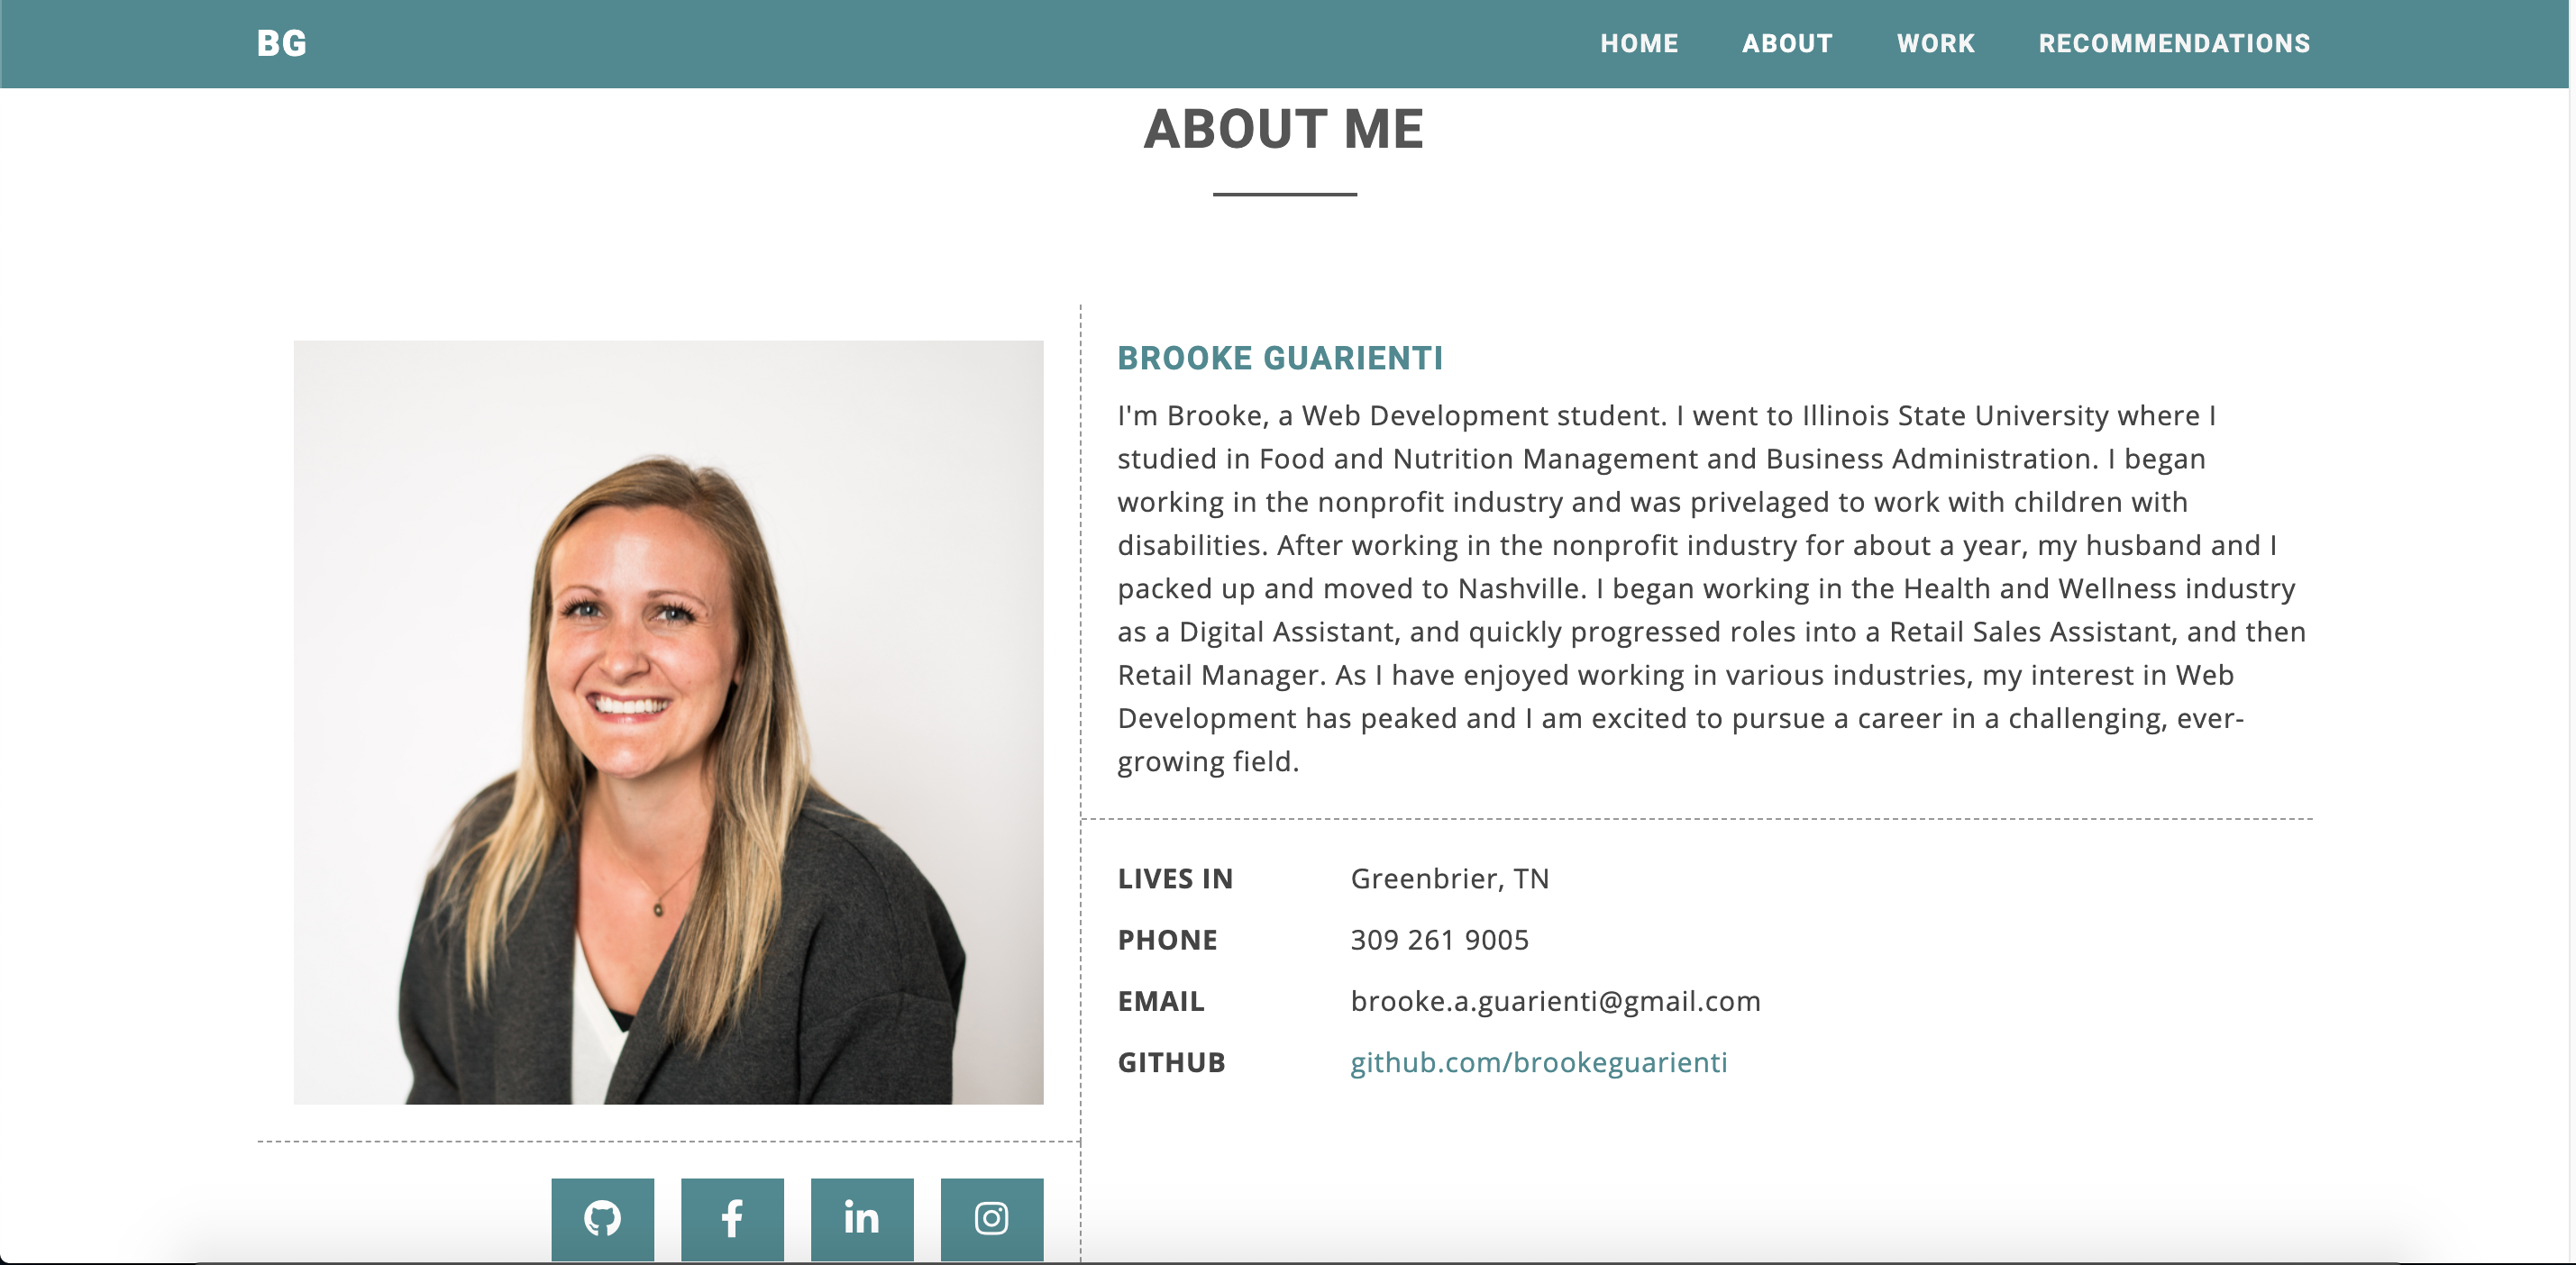 BG
HOME ABOUT WORK RECOMMENDATIONS
ABOUT ME
BROOKE GUARIENTI
I'm Brooke, a Web Development student. I went to Illinois State University where I
studied in Food and Nutrition Management and Business Administration. I began
working in the nonprofit industry and was privelaged to work with children with
disabilities. After working in the nonprofit industry for about a year, my husband and I
packed up and moved to Nashville. I began working in the Health and Wellness industry
as a Digital Assistant, and quickly progressed roles into a Retail Sales Assistant, and then
Retail Manager. As I have enjoyed working in various industries, my interest in Web
Development has peaked and I am excited to pursue a career in a challenging, ever-
growing field.
LIVES IN Greenbrier, TN
PHONE 309 261 9005
EMAIL brooke.a.guarienti@gmail.com
GITHUB github.com/brookeguarienti